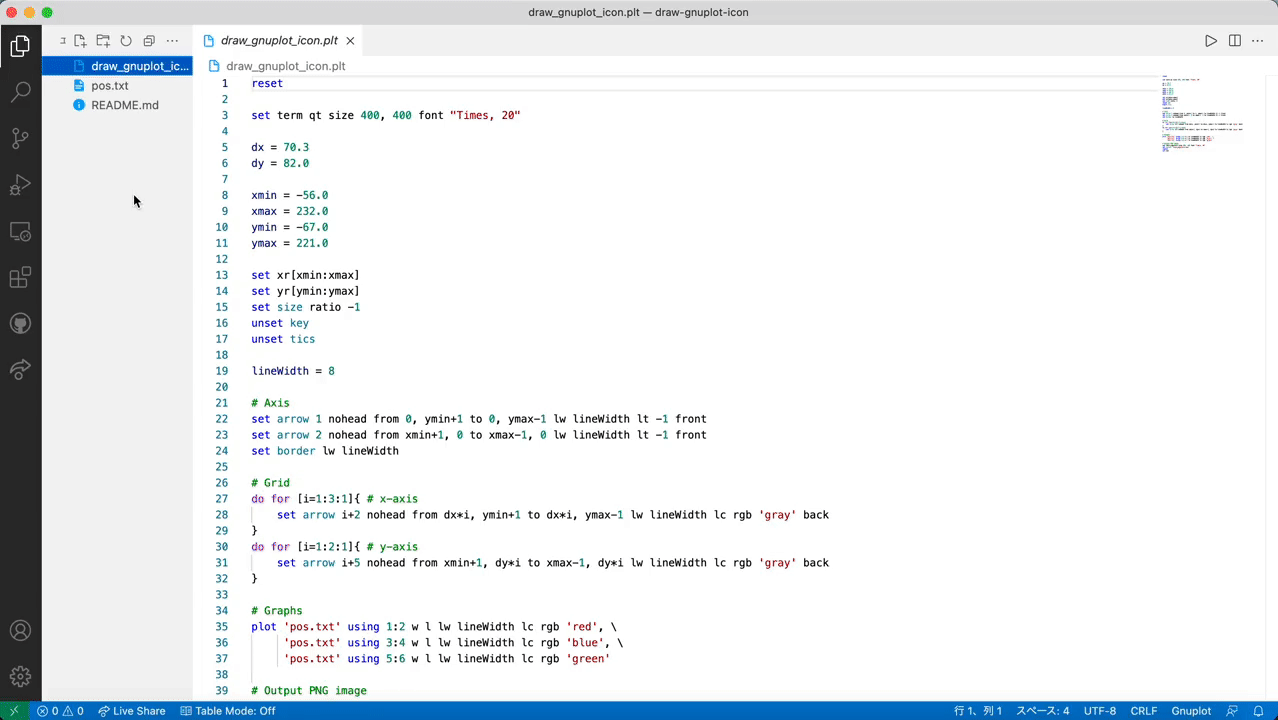 draw_gnuplot_icon.plt — draw-gnuplot-icon
draw_gnuplot_icon.plt
draw_gnuplot_ic...
pos.txt
README.md
draw_gnuplot_icon.plt
1 reset
2
3 set term qt size 400, 400 font "Times, 20"
4
5 dx = 70.3
6 dy = 82.0
7
8 xmin = -56.0
9 xmax = 232.0
10 ymin = -67.0
11 ymax = 221.0
12
13 set xr[xmin:xmax]
14 set yr[ymin:ymax]
15 set size ratio -1
16 unset key
17 unset tics
18
19 lineWidth = 8
20
21 # Axis
22 set arrow 1 nohead from 0, ymin+1 to 0, ymax-1 lw lineWidth lt -1 front
23 set arrow 2 nohead from xmin+1, 0 to xmax-1, 0 lw lineWidth lt -1 front
24 set border lw lineWidth
25
26 # Grid
27 do for [i=1:3:1]{ # x-axis
28 set arrow i+2 nohead from dx*i, ymin+1 to dx*i, ymax-1 lw lineWidth lc rgb 'gray' back
29 }
30 do for [i=1:2:1]{ # y-axis
31 set arrow i+5 nohead from xmin+1, dy*i to xmax-1, dy*i lw lineWidth lc rgb 'gray' back
32 }
33
34 # Graphs
35 plot 'pos.txt' using 1:2 w l lw lineWidth lc rgb 'red', \
36 'pos.txt' using 3:4 w l lw lineWidth lc rgb 'blue', \
37 'pos.txt' using 5:6 w l lw lineWidth lc rgb 'green'
38
39 # Output PNG image
0 0 Live Share Table Mode: Off 行 1、列 1 スペース: 4 UTF-8 CRLF Gnuplot